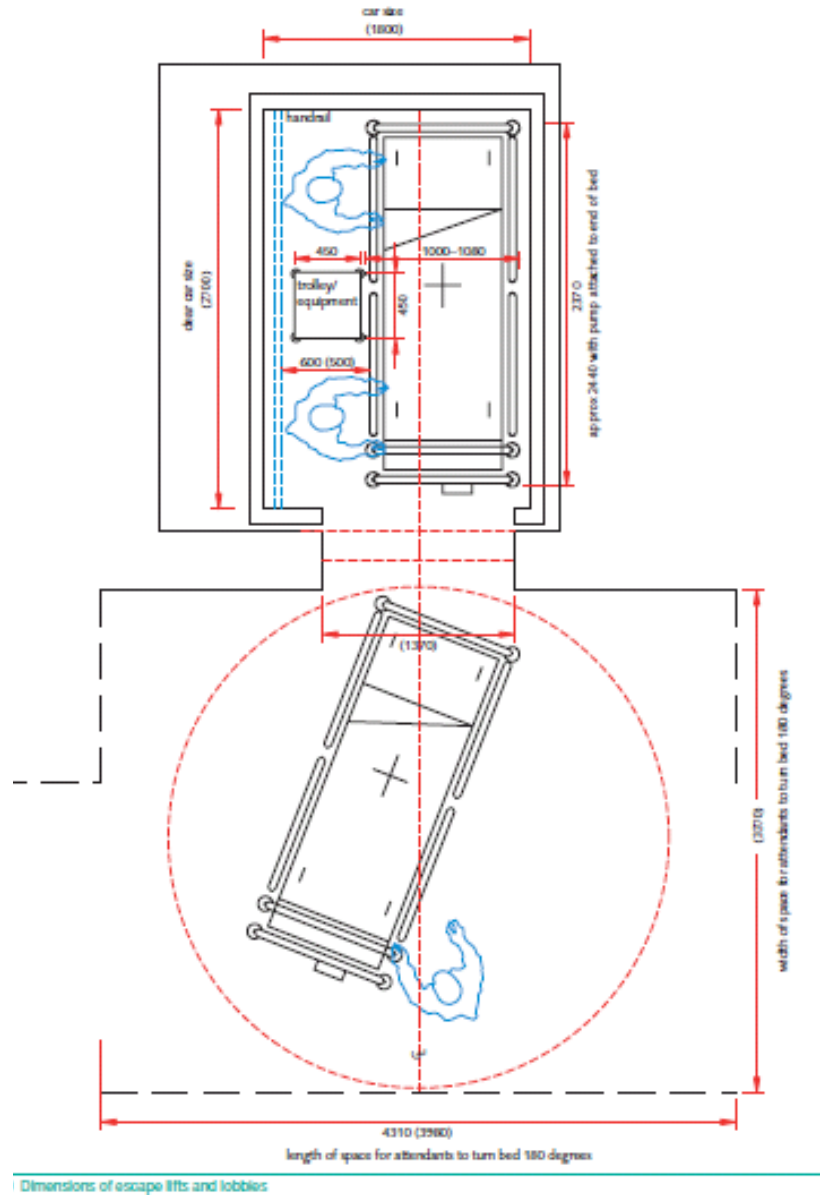 car size
(1800)
handrail
clear car size
(2700)
450
1000–1080
trolley/
equipment
450
600 (500)
2370
approx 2440 with pump attached to end of bed
(1370)
(3370)
width of space for attendants to turn bed 180 degrees
4310 (3980)
length of space for attendants to turn bed 180 degrees
Dimensions of escape lifts and lobbies